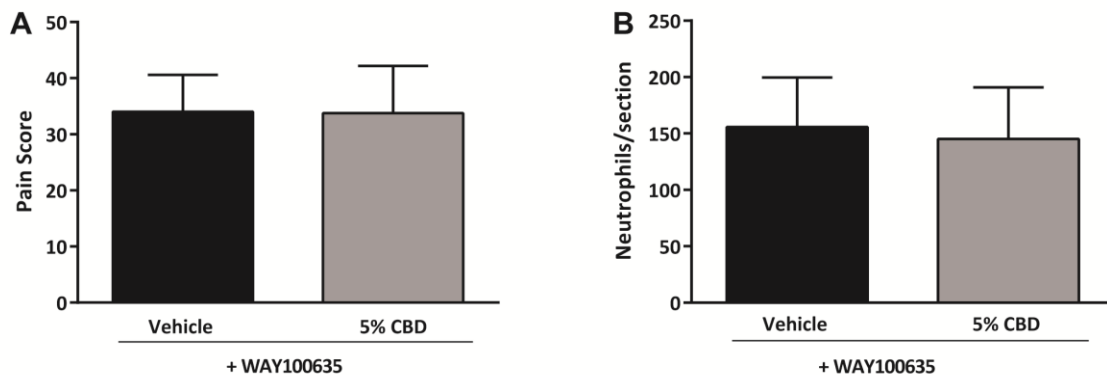 A
Pain Score
50
40
30
20
10
0
Vehicle
5% CBD
+ WAY100635
B
Neutrophils/section
250
200
150
100
50
0
Vehicle
5% CBD
+ WAY100635